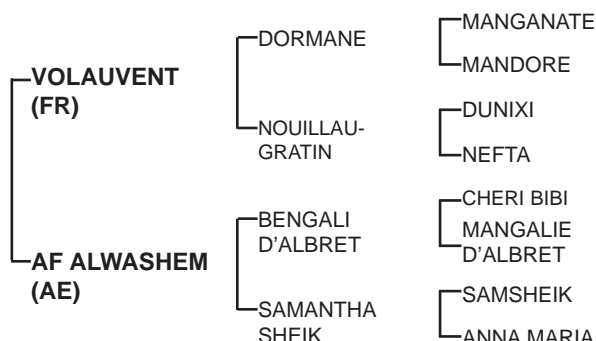 VOLAUVENT
(FR)
AF ALWASHEM
(AE)
DORMANE
NOUILLAU-
GRATIN
BENGALI
D'ALBRET
SAMANTHA
SHEIK
MANGANATE
MANDORE
DUNIXI
NEFTA
CHERI BIBI
MANGALIE
D'ALBRET
SAMSHEIK
ANNA MARIA